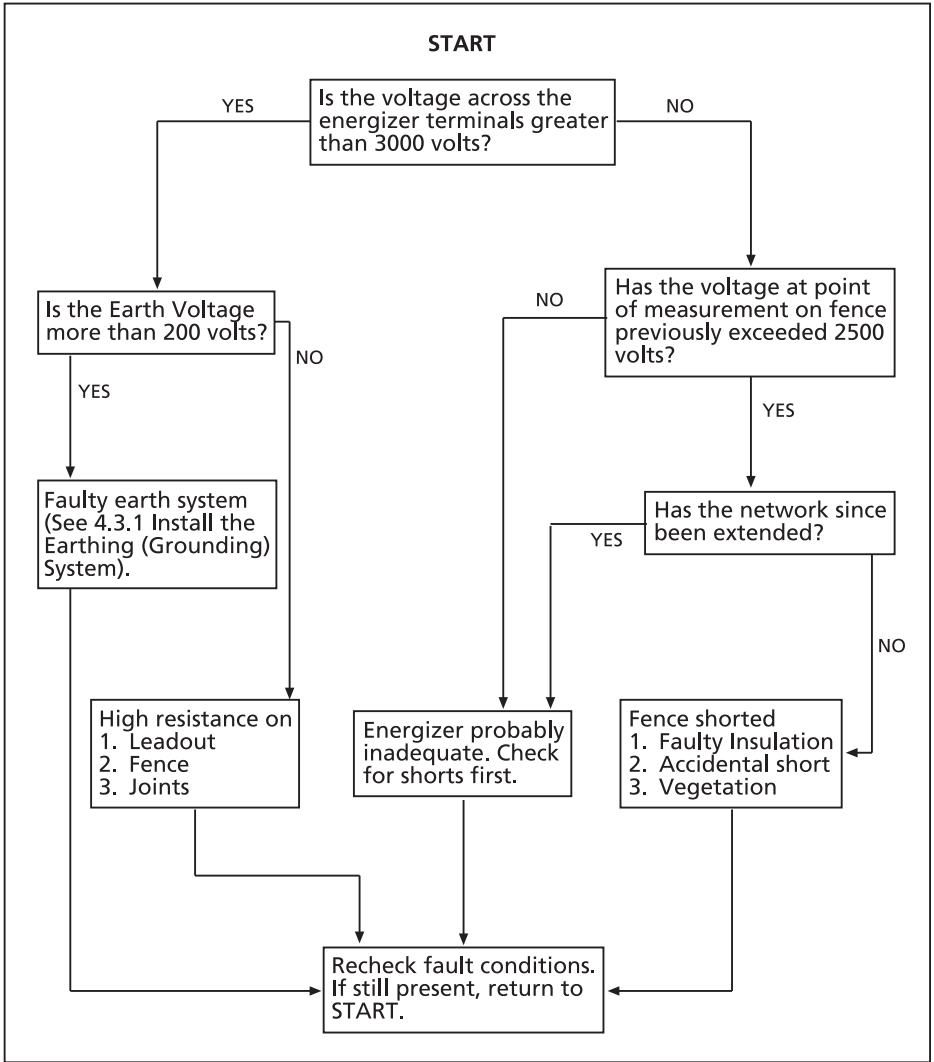 START
YES
Is the voltage across the
energizer terminals greater
than 3000 volts?
NO
Is the Earth Voltage
more than 200 volts?
NO
YES
Has the voltage at point
of measurement on fence
previously exceeded 2500
volts?
NO
YES
Faulty earth system
(See 4.3.1 Install the
Earthing (Grounding)
System).
Has the network since
been extended?
YES
NO
High resistance on
1. Leadout
2. Fence
3. Joints
Energizer probably
inadequate. Check
for shorts first.
Fence shorted
1. Faulty Insulation
2. Accidental short
3. Vegetation
Recheck fault conditions.
If still present, return to
START.